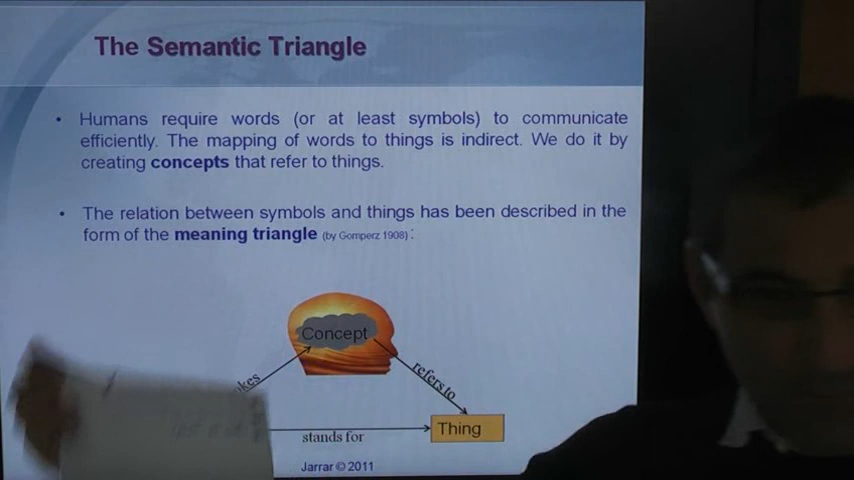 The Semantic Triangle
• Humans require words (or at least symbols) to communicate
efficiently. The mapping of words to things is indirect. We do it by
creating concepts that refer to things.
• The relation between symbols and things has been described in the
form of the meaning triangle (by Gomperz 1908):
Concept
refers to
stands for
Thing
Jarrar © 2011